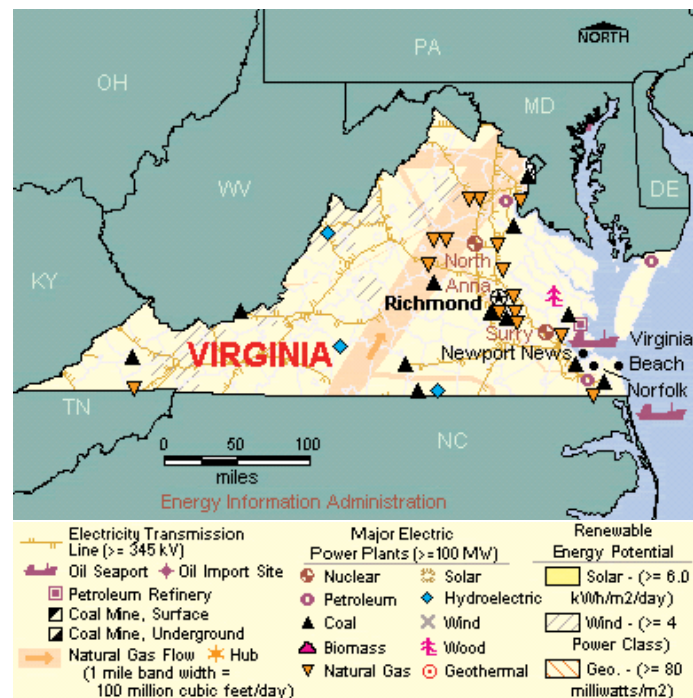 PA
NORTH
OH
MD
WV
DE
KY
North
Anna
Richmond
Surry
VIRGINIA
Newport News
Virginia
Beach
Norfolk
TN
NC
0 50 100
miles
Energy Information Administration
Electricity Transmission
Line (>= 345 kV)
Oil Seaport Oil Import Site
Petroleum Refinery
Coal Mine, Surface
Coal Mine, Underground
Natural Gas Flow Hub
(1 mile band width =
100 million cubic feet/day)
Major Electric
Power Plants (>=100 MW)
Nuclear Solar
Petroleum Hydroelectric
Coal Wind
Biomass Wood
Natural Gas Geothermal
Renewable
Energy Potential
Solar - (>= 6.0
kWh/m2/day)
Wind - (>= 4
Power Class)
Geo. - (>= 80
milliwatts/m2)